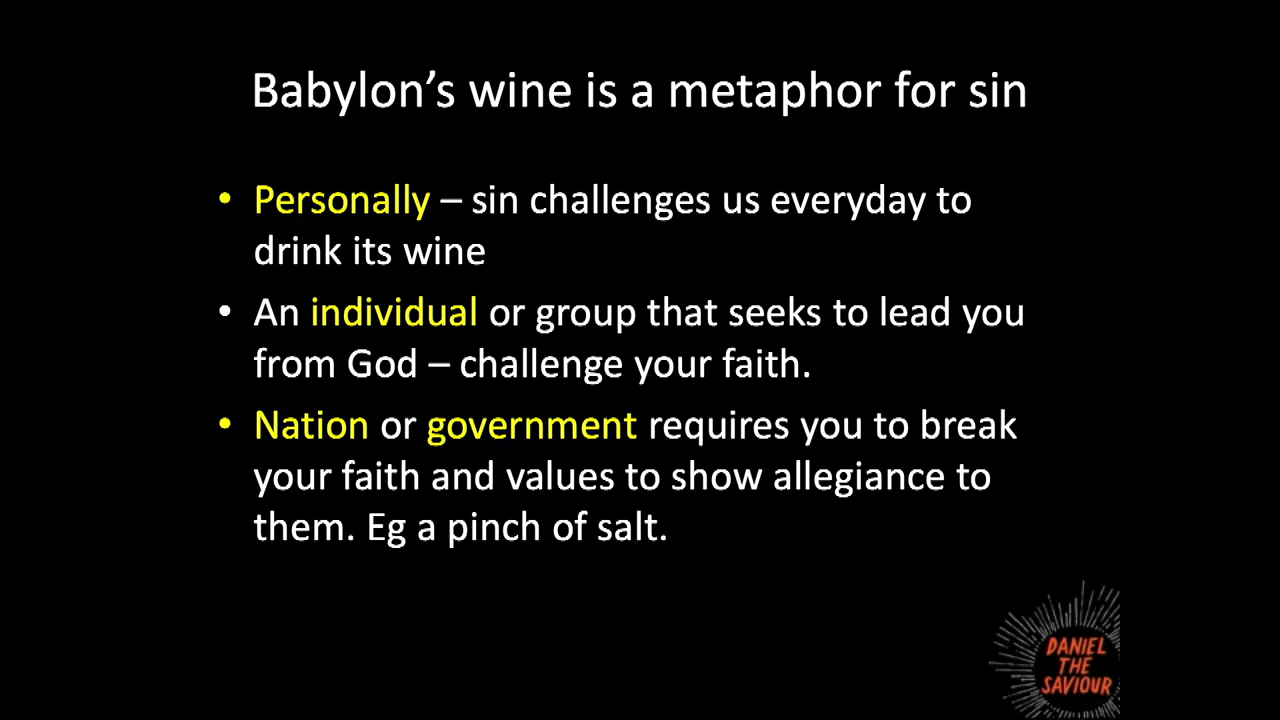 Babylon’s wine is a metaphor for sin
• Personally – sin challenges us everyday to
drink its wine
• An individual or group that seeks to lead you
from God – challenge your faith.
• Nation or government requires you to break
your faith and values to show allegiance to
them. Eg a pinch of salt.
DANIEL
THE
SAVIOUR